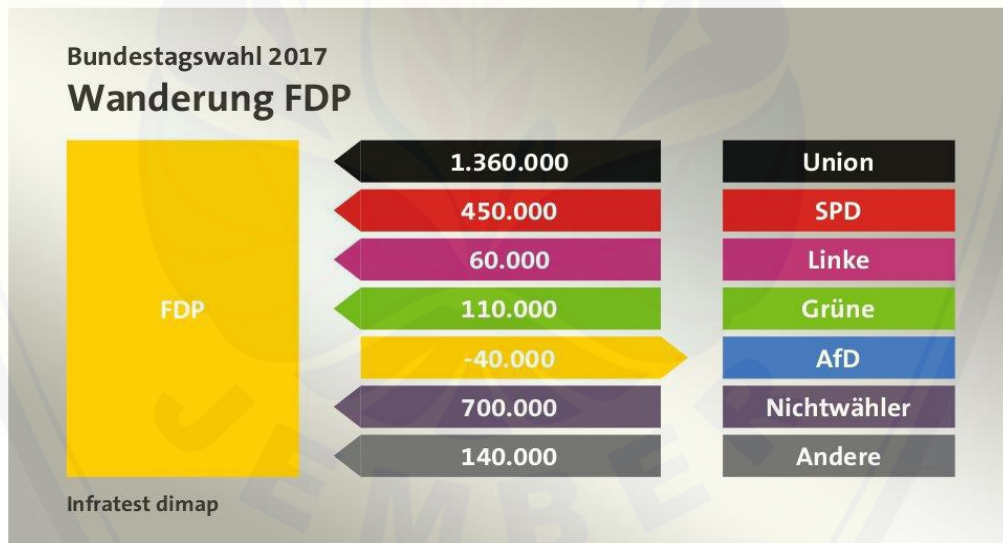 Bundestagswahl 2017
Wanderung FDP
FDP
1.360.000 Union
450.000 SPD
60.000 Linke
110.000 Grüne
-40.000 AfD
700.000 Nichtwähler
140.000 Andere
Infratest dimap
JEMBER